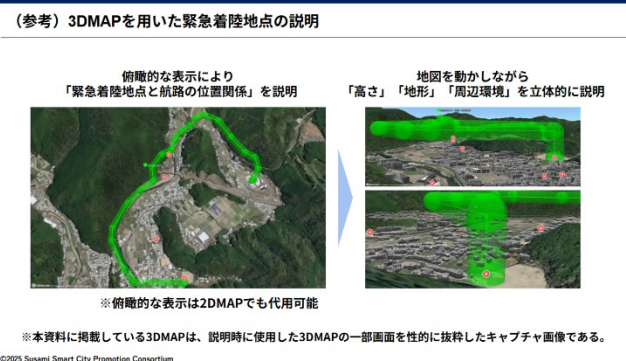 （参考）3DMAPを用いた緊急着陸地点の説明
俯瞰的な表示により
「緊急着陸地点と航路の位置関係」を説明
地図を動かしながら
「高さ」「地形」「周辺環境」を立体的に説明
※俯瞰的な表示は2DMAPでも代用可能
※本資料に掲載している3DMAPは、説明時に使用した3DMAPの一部画面を性的に抜粋したキャプチャ画像である。
©2025 Susami Smart City Promotion Consortium